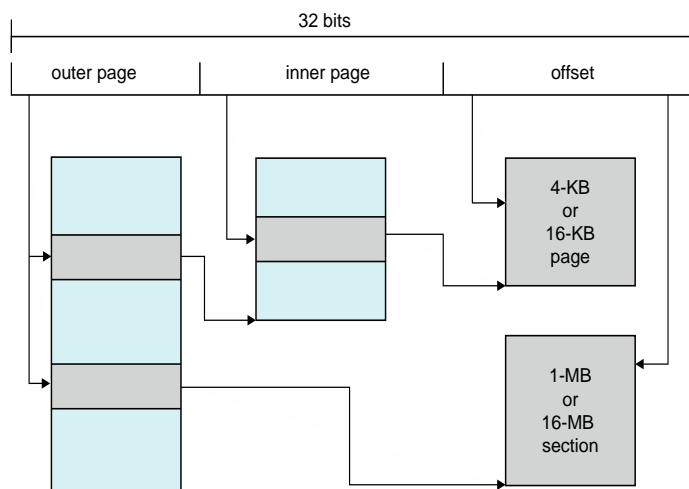 32 bits
outer page
inner page
offset
4-KB
or
16-KB
page
1-MB
or
16-MB
section